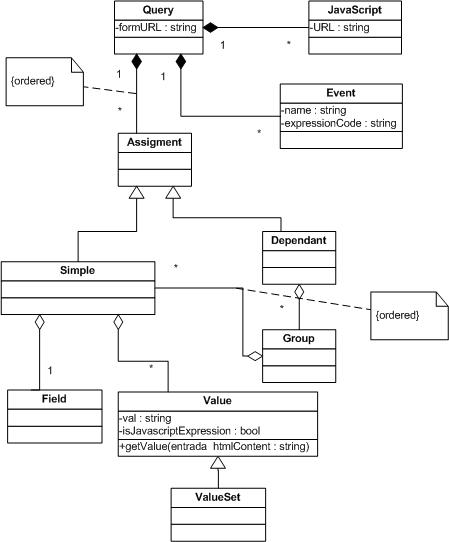 Query
-formURL : string
JavaScript
-URL : string
1
*
{ordered}
1
1
*
Event
-name : string
-expressionCode : string
*
Assigment
Dependant
Simple
*
*
{ordered}
Group
1
*
Field
Value
-val : string
-isJavascriptExpression : bool
+getValue(entrada htmlContent : string)
ValueSet